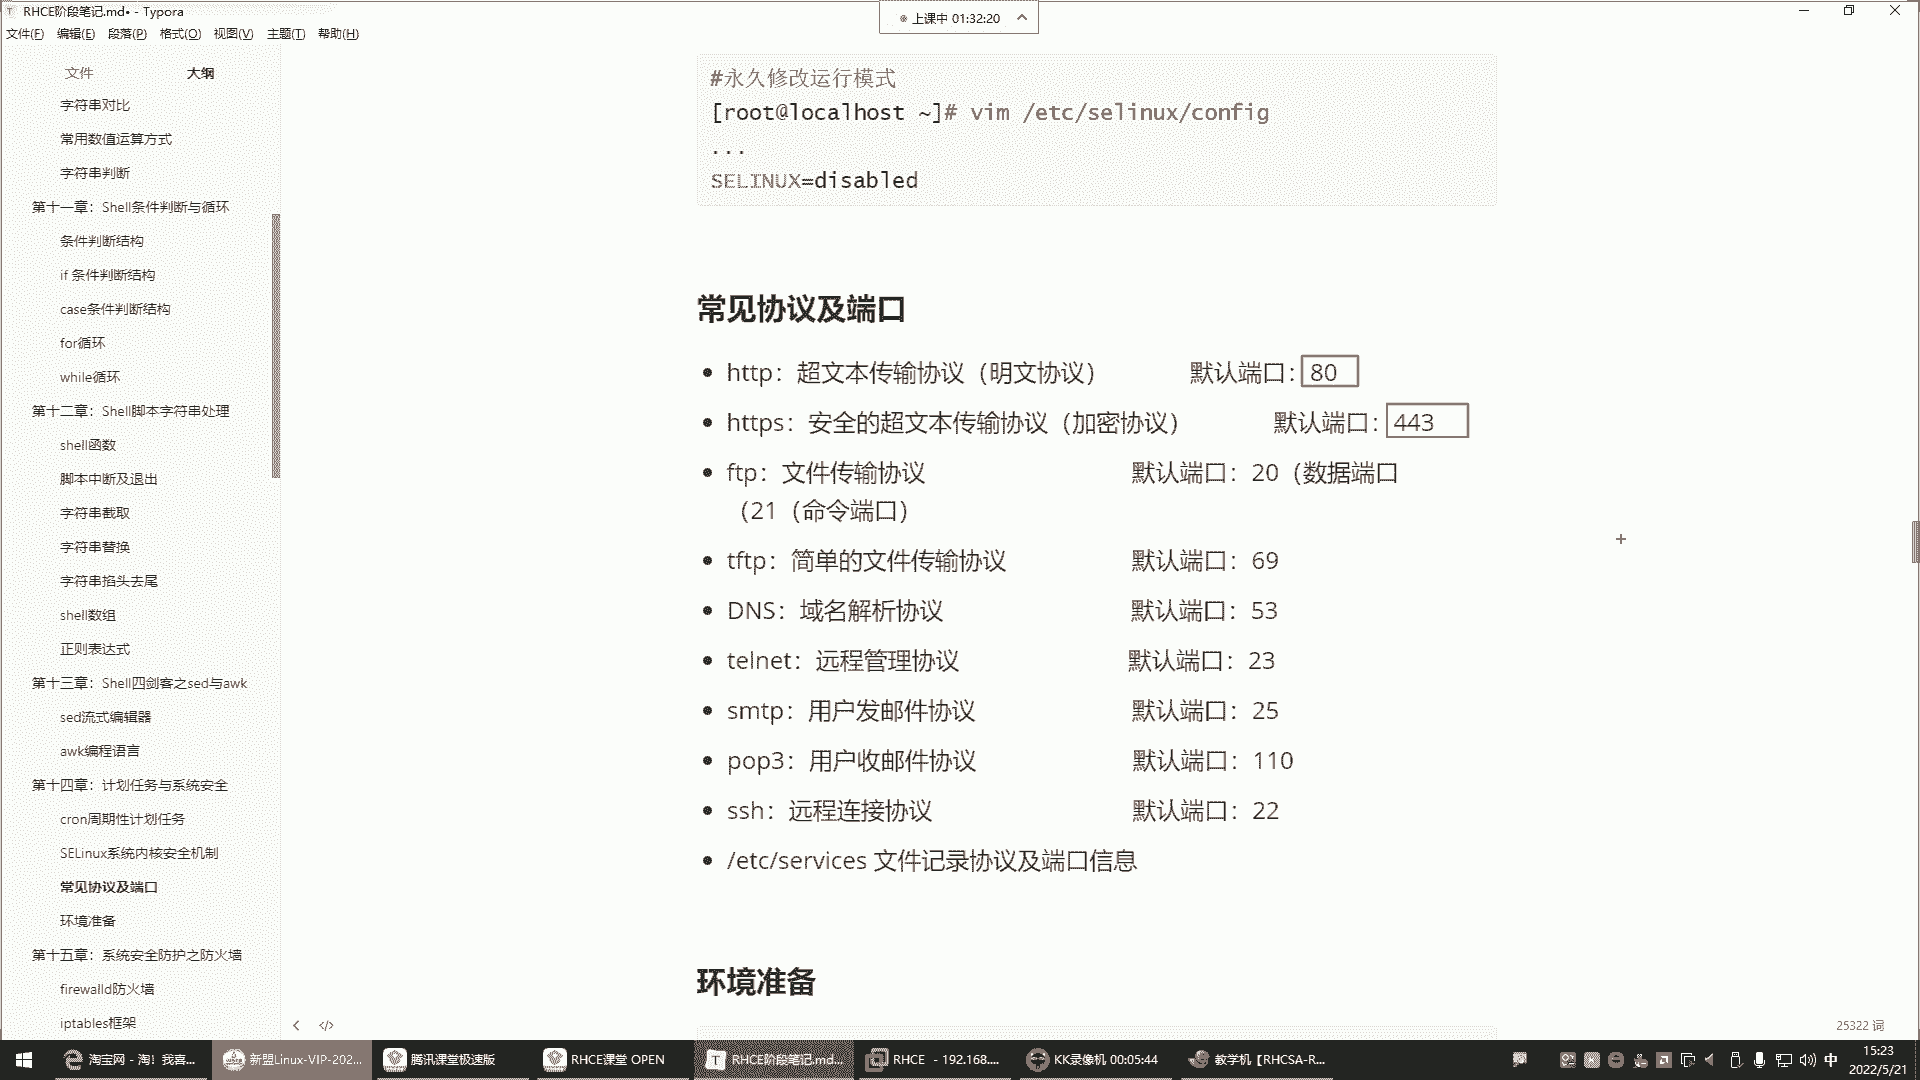 RHCE阶段笔记.md• - Typora
上课中 01:32:20
文件(F) 编辑(E) 段落(P) 格式(O) 视图(V) 主题(T) 帮助(H)
文件 大纲
字符串对比
常用数值运算方式
字符串判断
第十一章：Shell条件判断与循环
条件判断结构
if 条件判断结构
case条件判断结构
for循环
while循环
第十二章：Shell脚本字符串处理
shell函数
脚本中断及退出
字符串截取
字符串替换
字符串掐头去尾
shell数组
正则表达式
第十三章：Shell四剑客之sed与awk
sed流式编辑器
awk编程语言
第十四章：计划任务与系统安全
cron周期性计划任务
SELinux系统内核安全机制
常见协议及端口
环境准备
第十五章：系统安全防护之防火墙
firewalld防火墙
iptables框架
#永久修改运行模式
[root@localhost ~]# vim /etc/selinux/config
...
SELINUX=disabled
常见协议及端口
http：超文本传输协议（明文协议） 默认端口：80
https：安全的超文本传输协议（加密协议） 默认端口：443
ftp：文件传输协议 默认端口：20（数据端口
（21（命令端口）
tftp：简单的文件传输协议 默认端口：69
DNS：域名解析协议 默认端口：53
telnet：远程管理协议 默认端口：23
smtp：用户发邮件协议 默认端口：25
pop3：用户收邮件协议 默认端口：110
ssh：远程连接协议 默认端口：22
/etc/services 文件记录协议及端口信息
环境准备
25322 词
淘宝网 - 淘！我喜... 新盟Linux-VIP-202... 腾讯课堂极速版 RHCE课堂 OPEN RHCE阶段笔记.md... RHCE - 192.168.... KK录像机 00:05:44 教学机【RHCSA-R... 中 15:23
2022/5/21